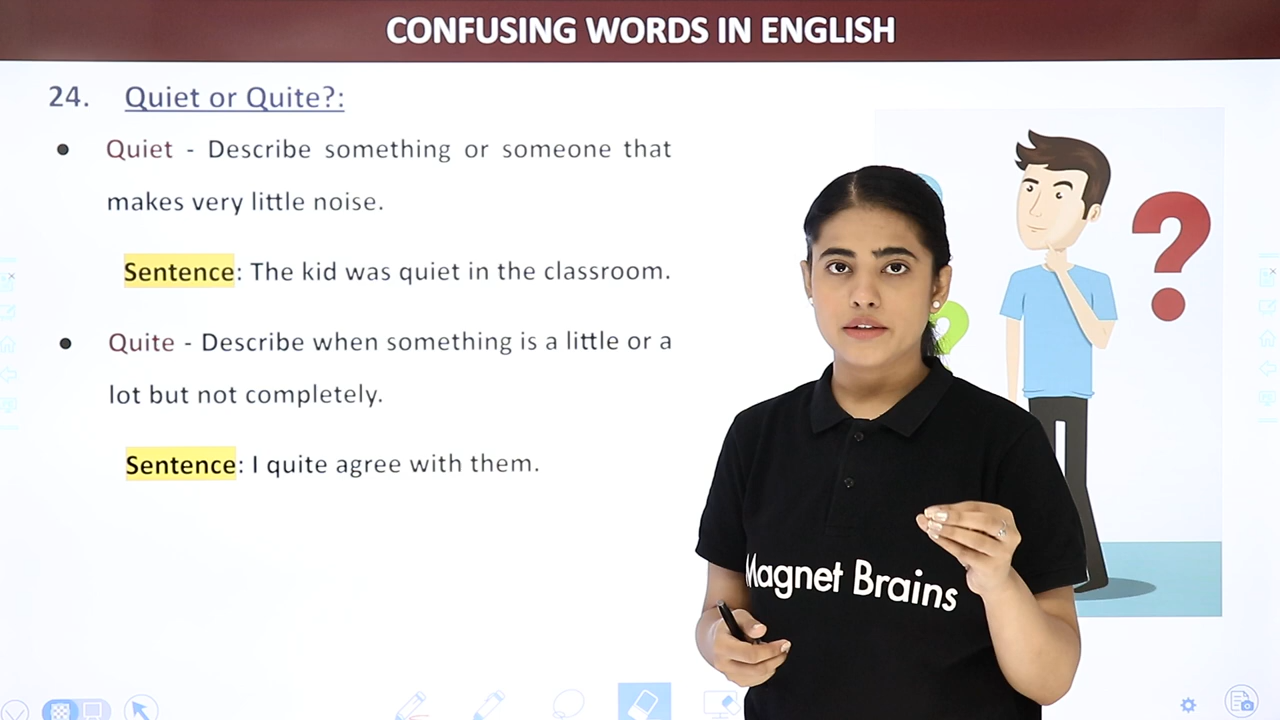 CONFUSING WORDS IN ENGLISH
24. Quiet or Quite?:
• Quiet - Describe something or someone that
makes very little noise.
Sentence: The kid was quiet in the classroom.
• Quite - Describe when something is a little or a
lot but not completely.
Sentence: I quite agree with them.
Magnet Brains